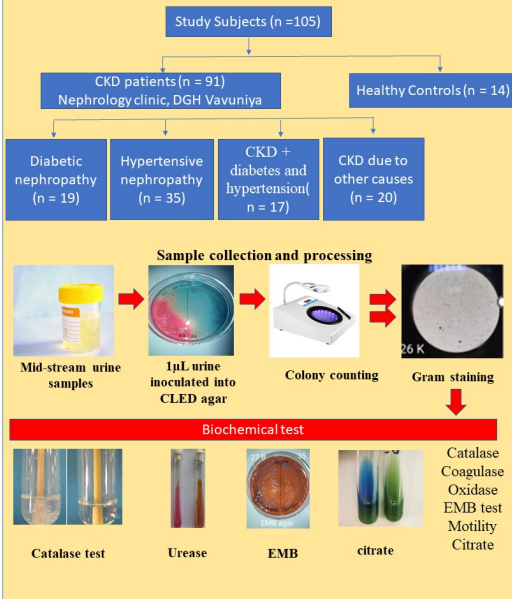 Study Subjects (n =105)
CKD patients (n = 91)
Nephrology clinic, DGH Vavuniya
Healthy Controls (n = 14)
Diabetic
nephropathy
(n = 19)
Hypertensive
nephropathy
(n = 35)
CKD +
diabetes and
hypertension(
n = 17)
CKD due to
other causes
(n = 20)
Sample collection and processing
Mid-stream urine
samples
1µL urine
inoculated into
CLED agar
Colony counting
26 K
Gram staining
Biochemical test
Catalase test
Urease
27 B
35
EMB agar
EMB
citrate
Catalase
Coagulase
Oxidase
EMB test
Motility
Citrate